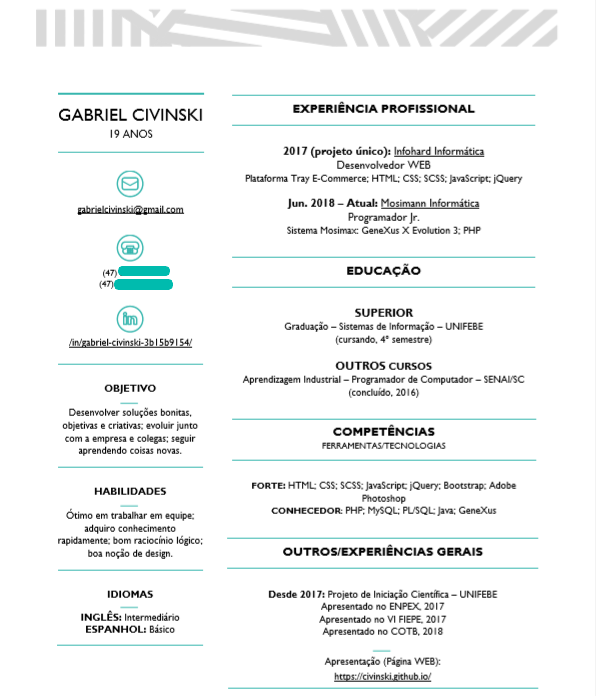 GABRIEL CIVINSKI
19 ANOS
gabrielcivinski@gmail.com
(47)
(47)
in
/in/gabriel-civinski-3b15b9154/
OBJETIVO
Desenvolver soluções bonitas,
objetivas e criativas; evoluir junto
com a empresa e colegas; seguir
aprendendo coisas novas.
HABILIDADES
Ótimo em trabalhar em equipe;
adquiro conhecimento
rapidamente; bom raciocínio lógico;
boa noção de design.
IDIOMAS
INGLÊS: Intermediário
ESPANHOL: Básico
EXPERIÊNCIA PROFISSIONAL
2017 (projeto único): Infohard Informática
Desenvolvedor WEB
Plataforma Tray E-Commerce; HTML; CSS; SCSS; JavaScript; jQuery
Jun. 2018 – Atual: Mosimann Informática
Programador Jr.
Sistema Mosimax: GeneXus X Evolution 3; PHP
EDUCAÇÃO
SUPERIOR
Graduação – Sistemas de Informação – UNIFEBE
(cursando, 4° semestre)
OUTROS CURSOS
Aprendizagem Industrial – Programador de Computador – SENAI/SC
(concluído, 2016)
COMPETÊNCIAS
FERRAMENTAS/TECNOLOGIAS
FORTE: HTML; CSS; SCSS; JavaScript; jQuery; Bootstrap; Adobe
Photoshop
CONHECEDOR: PHP; MySQL; PL/SQL; Java; GeneXus
OUTROS/EXPERIÊNCIAS GERAIS
Desde 2017: Projeto de Iniciação Científica – UNIFEBE
Apresentado no ENPEX, 2017
Apresentado no VI FIEPE, 2017
Apresentado no COTB, 2018
Apresentação (Página WEB):
https://civinski.github.io/